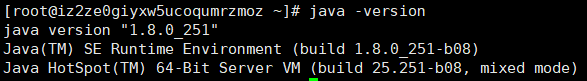 [root@iz2ze0giyxw5ucoqumrzmoz ~]# java -version
java version "1.8.0_251"
Java(TM) SE Runtime Environment (build 1.8.0_251-b08)
Java HotSpot(TM) 64-Bit Server VM (build 25.251-b08, mixed mode)